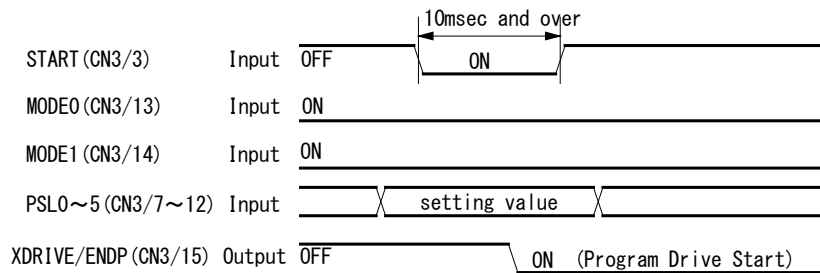 10msec and over
START(CN3/3) Input OFF ON
MODE0(CN3/13) Input ON
MODE1(CN3/14) Input ON
PSL0～5(CN3/7～12) Input setting value
XDRIVE/ENDP(CN3/15) Output OFF ON (Program Drive Start)